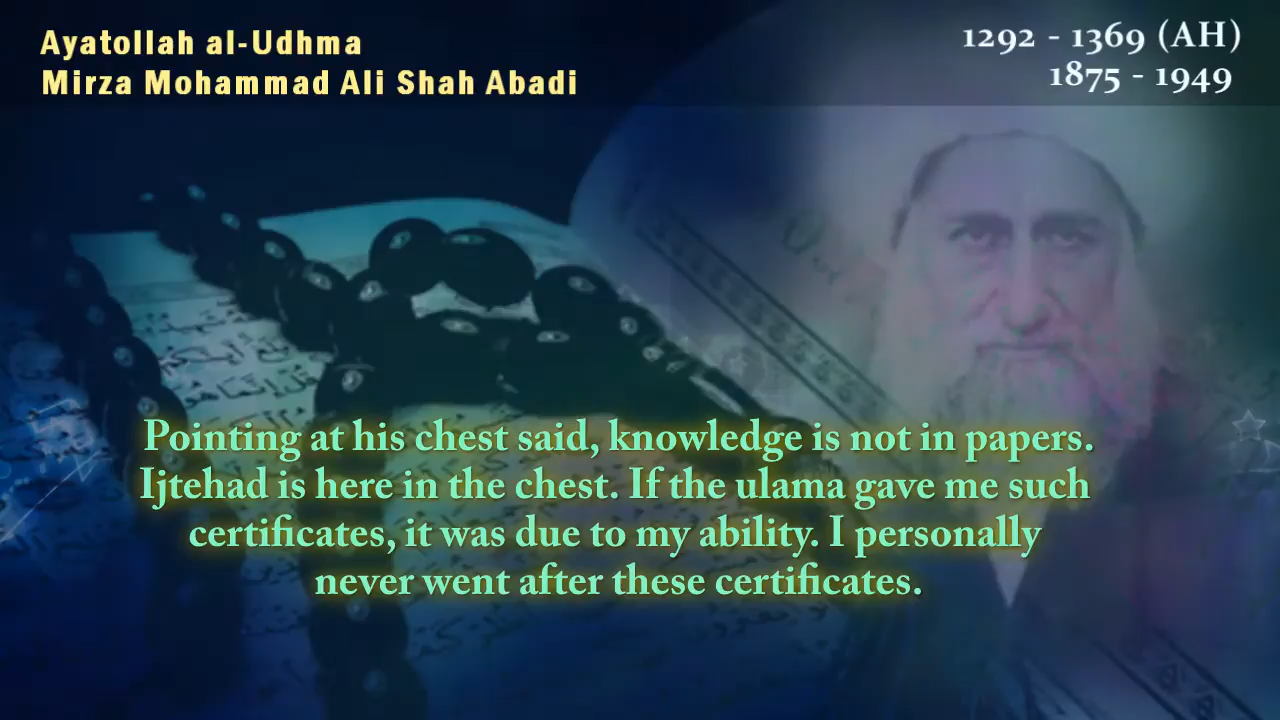 Ayatollah al-Udhma
Mirza Mohammad Ali Shah Abadi
1292 - 1369 (AH)
1875 - 1949
Pointing at his chest said, knowledge is not in papers.
Ijtehad is here in the chest. If the ulama gave me such
certificates, it was due to my ability. I personally
never went after these certificates.